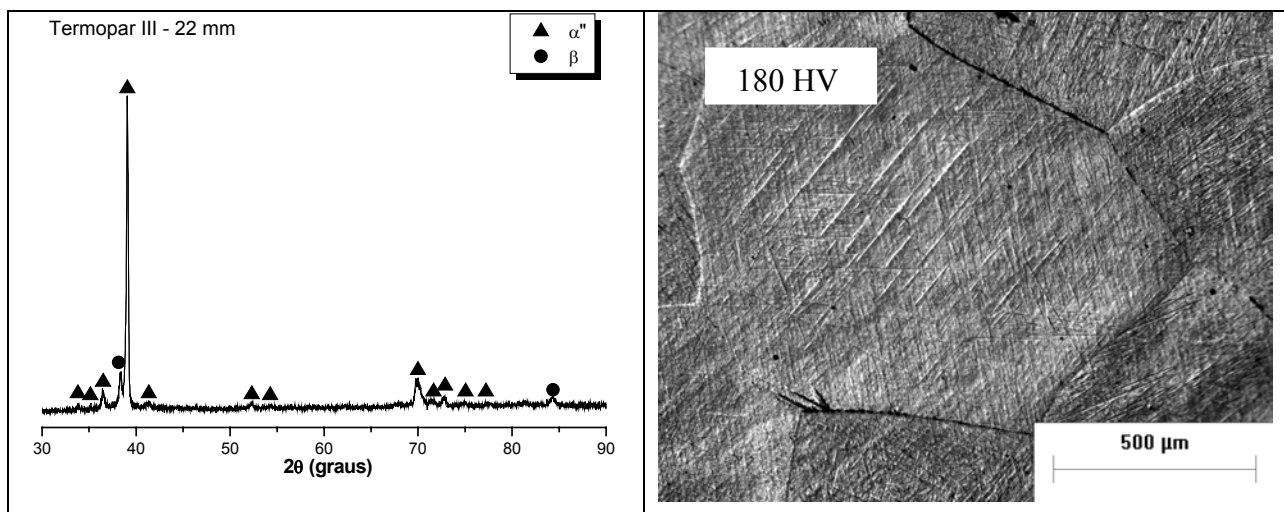 Termopar III - 22 mm
α"
β
30
40
50
60
70
80
90
2θ (graus)
180 HV
500 µm